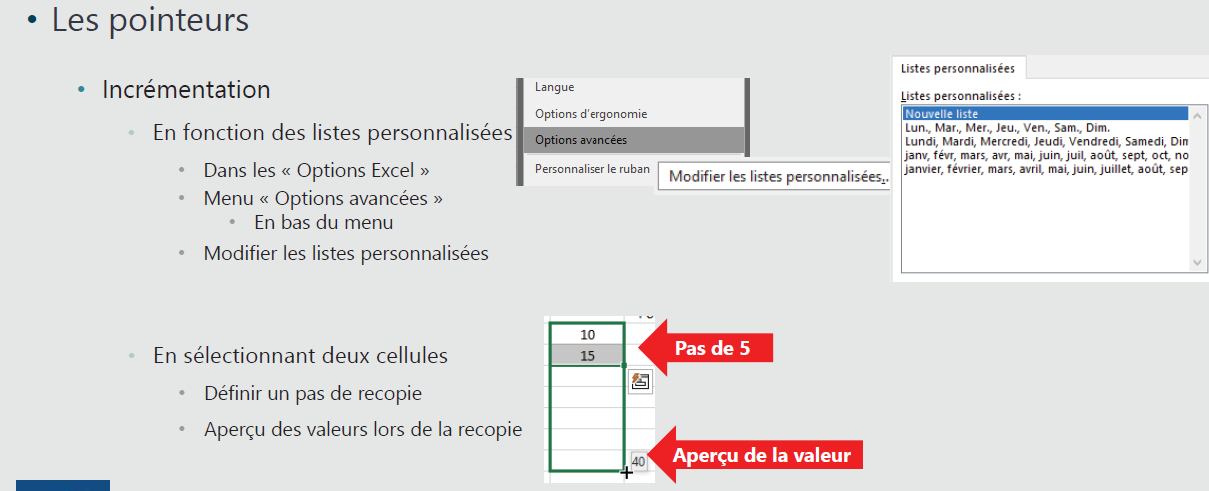 Les pointeurs
Incrémentation
En fonction des listes personnalisées
Dans les « Options Excel »
Menu « Options avancées »
En bas du menu
Modifier les listes personnalisées
Langue
Options d'ergonomie
Options avancées
Personnaliser le ruban
Modifier les listes personnalisées...
Listes personnalisées
Listes personnalisées :
Nouvelle liste
Lun., Mar., Mer., Jeu., Ven., Sam., Dim.
Lundi, Mardi, Mercredi, Jeudi, Vendredi, Samedi, Dim
janv, févr, mars, avr, mai, juin, juil, août, sept, oct, no
janvier, février, mars, avril, mai, juin, juillet, août, sep
En sélectionnant deux cellules
Définir un pas de recopie
Aperçu des valeurs lors de la recopie
10
15
Pas de 5
40
Aperçu de la valeur